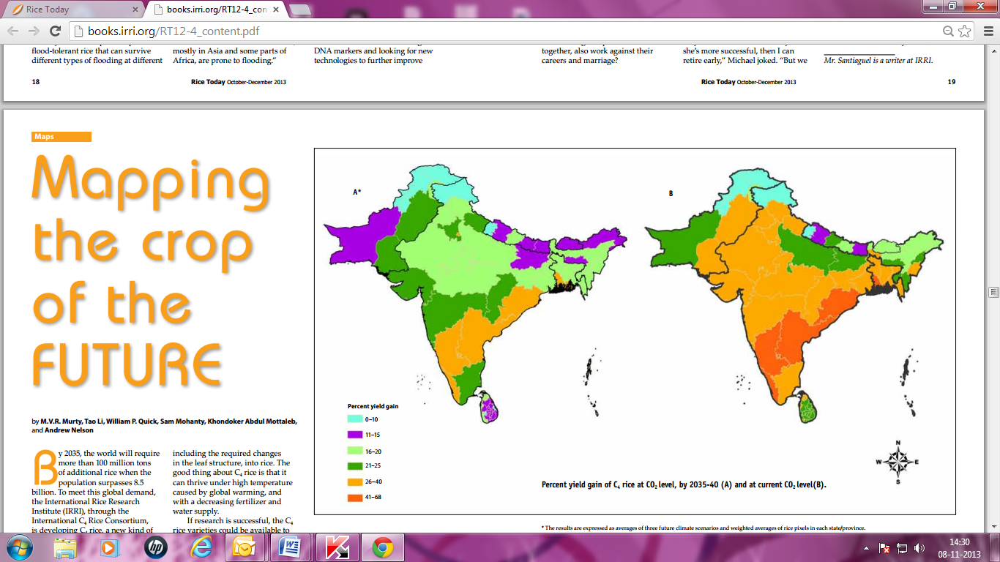 Rice Today
books.irri.org/RT12-4_con
books.irri.org/RT12-4_content.pdf
flood-tolerant rice that can survive
different types of flooding at different
mostly in Asia and some parts of
Africa, are prone to flooding.”
DNA markers and looking for new
technologies to further improve
together, also work against their
careers and marriage?
she’s more successful, then I can
retire early,” Michael joked. “But we
Mr. Santiaguel is a writer at IRRI.
18
Rice Today October-December 2013
Rice Today October-December 2013
19
Maps
Mapping
the crop
of the
FUTURE
by M.V.R. Murty, Tao Li, William P. Quick, Sam Mohanty, Khondoker Abdul Mottaleb,
and Andrew Nelson
By 2035, the world will require
more than 100 million tons
of additional rice when the
population surpasses 8.5
billion. To meet this global demand,
the International Rice Research
Institute (IRRI), through the
International C₄ Rice Consortium,
is developing C₄ rice, a new kind of
including the required changes
in the leaf structure, into rice. The
good thing about C₄ rice is that it
can thrive under high temperature
caused by global warming, and
with a decreasing fertilizer and
water supply.
If research is successful, the C₄
rice varieties could be available to
A*
B
Percent yield gain
0–10
11–15
16–20
21–25
26–40
41–68
N
W E
S
Percent yield gain of C₄ rice at CO₂ level, by 2035-40 (A) and at current CO₂ level(B).
* The results are expressed as averages of three future climate scenarios and weighted averages of rice pixels in each state/province.
hp
14:30
08-11-2013